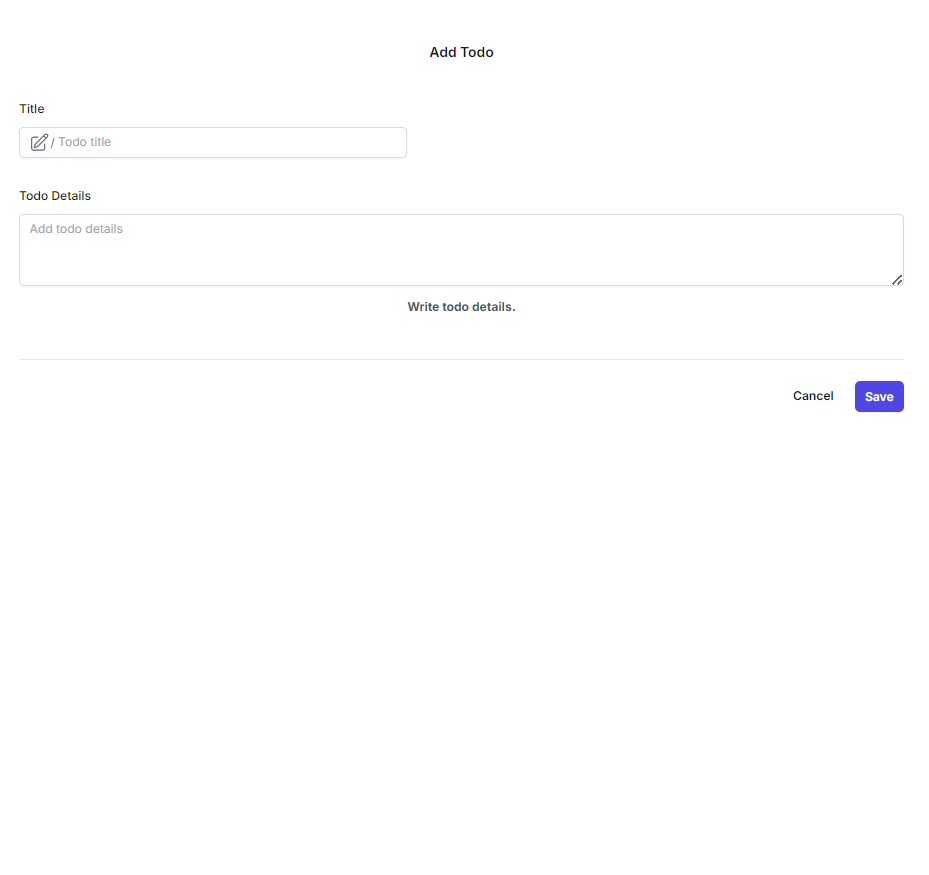 Add Todo
Title
/ Todo title
Todo Details
Add todo details
Write todo details.
Cancel Save